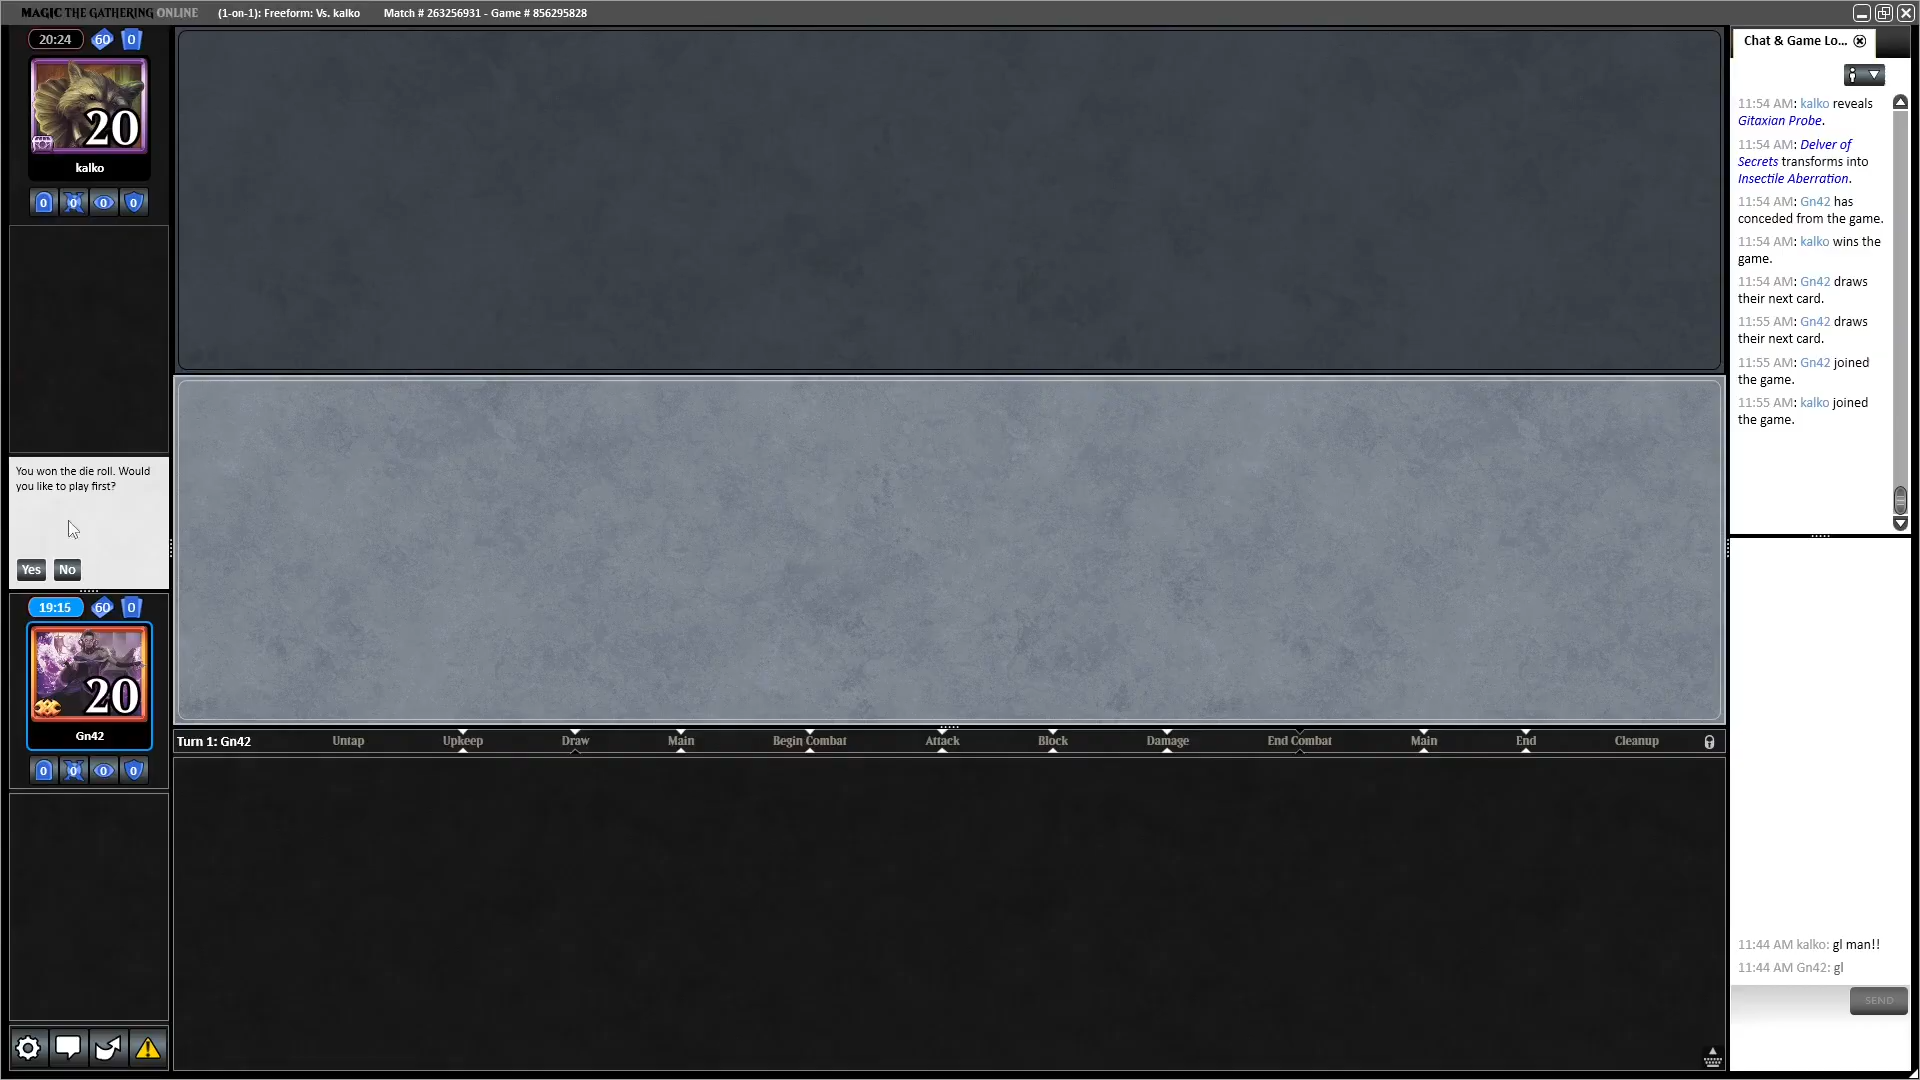 MAGIC THE GATHERING ONLINE (1-on-1): Freeform: Vs. kalko Match # 263256931 - Game # 856295828
20:24 60 0
20
kalko
0 0 0 0
You won the die roll. Would
you like to play first?
Yes No
19:15 60 0
20
Gn42
0 0 0 0
Turn 1: Gn42 Untap Upkeep Draw Main Begin Combat Attack Block Damage End Combat Main End Cleanup
Chat & Game Lo...
11:54 AM: kalko reveals
Gitaxian Probe.
11:54 AM: Delver of
Secrets transforms into
Insectile Aberration.
11:54 AM: Gn42 has
conceded from the game.
11:54 AM: kalko wins the
game.
11:54 AM: Gn42 draws
their next card.
11:55 AM: Gn42 draws
their next card.
11:55 AM: Gn42 joined
the game.
11:55 AM: kalko joined
the game.
11:44 AM kalko: gl man!!
11:44 AM Gn42: gl
SEND